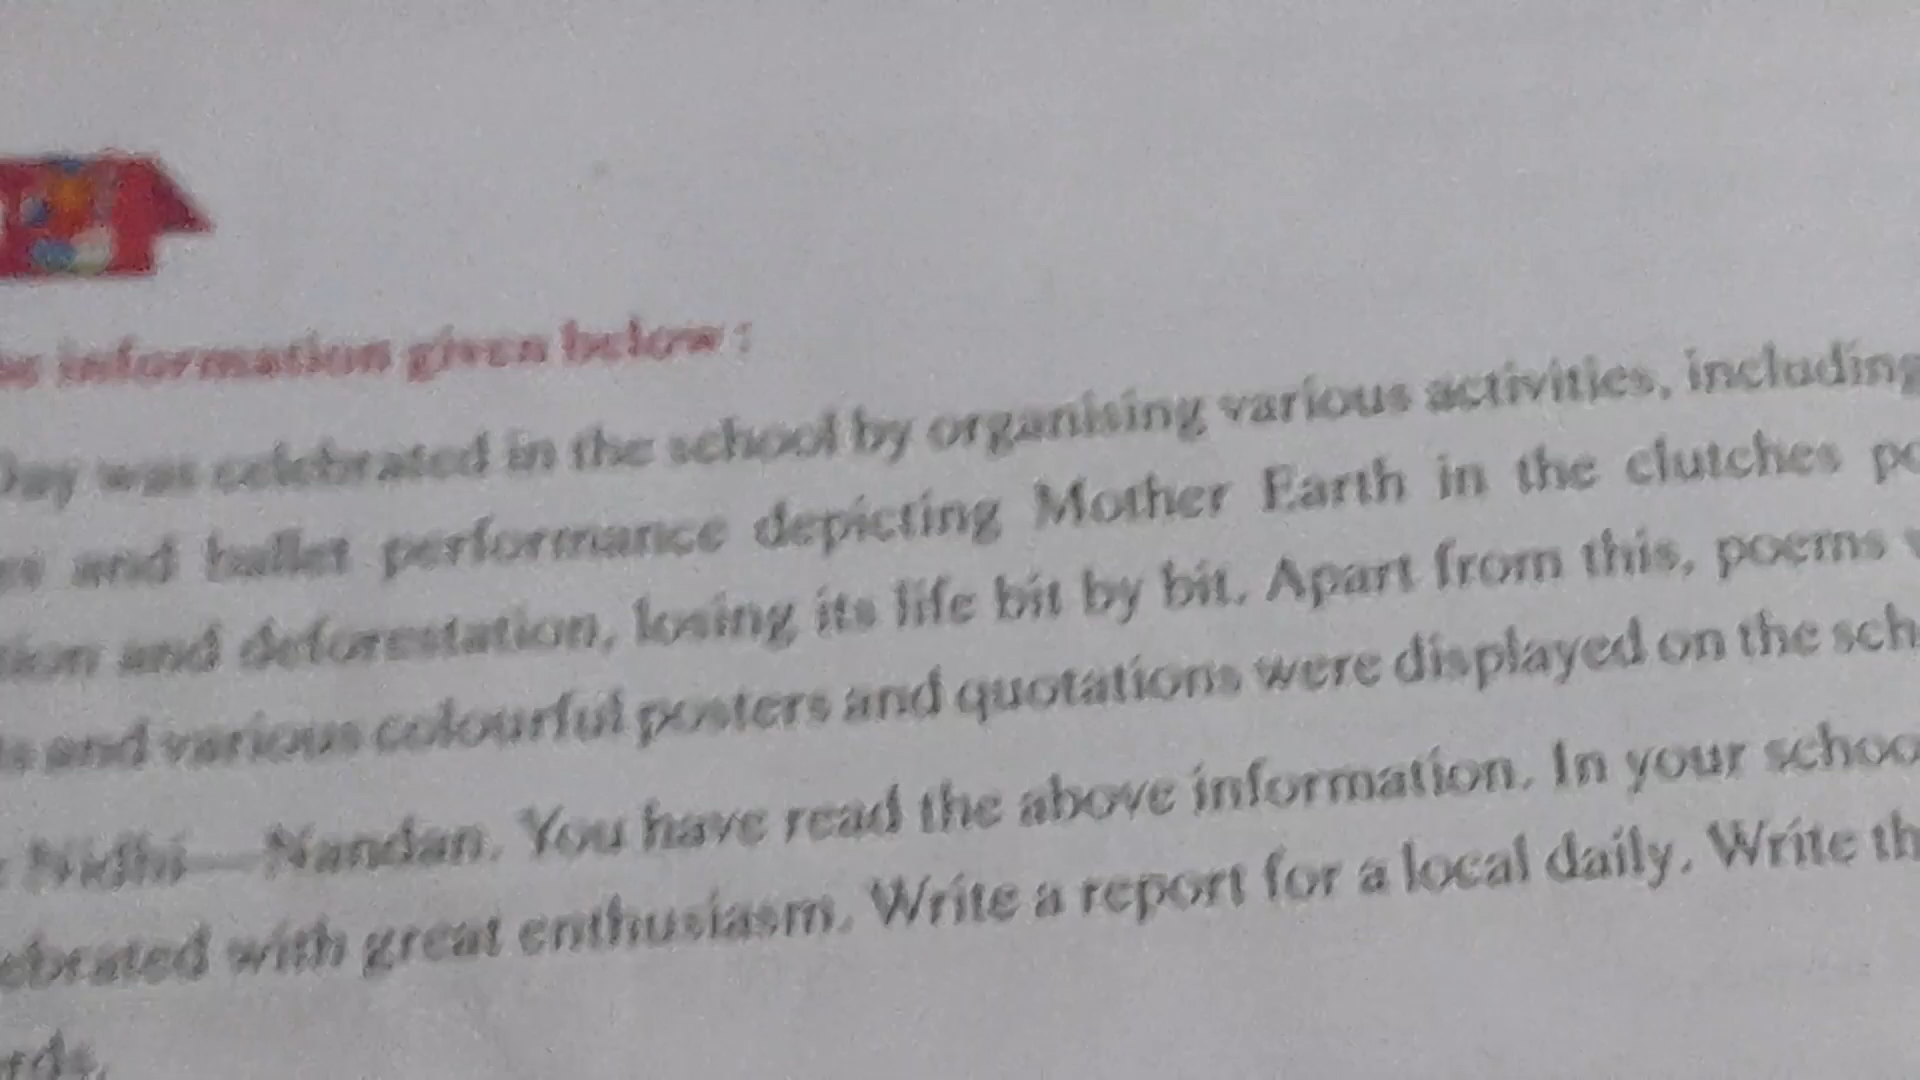 information given below :
Day was celebrated in the school by organising various activities, including
and ballet performance depicting Mother Earth in the clutches
and deforestation, losing its life bit by bit. Apart from this, poems
and various colourful posters and quotations were displayed on the sch
Nidhi—Nandan. You have read the above information. In your schoo
ebrated with great enthusiasm. Write a report for a local daily. Write th
rds.